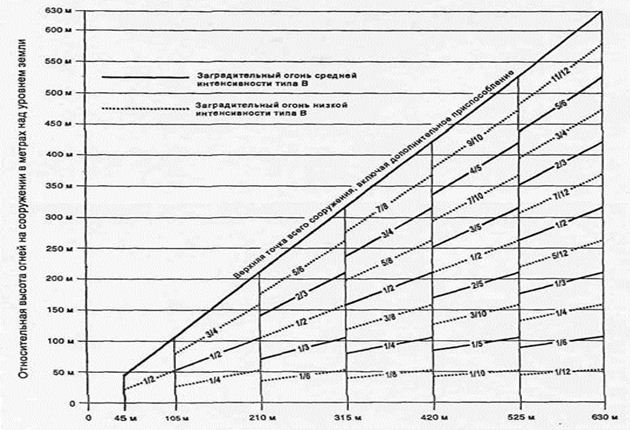 Относительная высота огней на сооружении в метрах над уровнем земли
630 м
600 м
550 м
500 м
450 м
400 м
350 м
300 м
250 м
200 м
150 м
100 м
50 м
0
Заградительный огонь средней
интенсивности типа В
Заградительный огонь низкой
интенсивности типа В
Верхняя точка всего сооружения, включая дополнительное приспособление
1/2
3/4
1/2
1/4
5/6
2/3
1/2
1/3
1/6
7/8
3/4
5/8
1/2
3/8
1/4
1/8
9/10
4/5
7/10
3/5
1/2
2/5
3/10
1/5
1/10
11/12
5/6
3/4
2/3
7/12
1/2
5/12
1/3
1/4
1/6
1/12
0 45 м 105 м 210 м 315 м 420 м 525 м 630 м